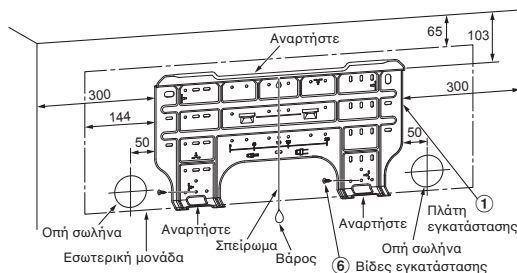 65
103
Αναρτήστε
300
300
144
50
50
Οπή σωλήνα
Αναρτήστε
Εσωτερική μονάδα
Σπείρωμα
Βάρος
6
Αναρτήστε
1
Πλάτη
εγκατάστασης
Οπή σωλήνα
Βίδες εγκατάστασης